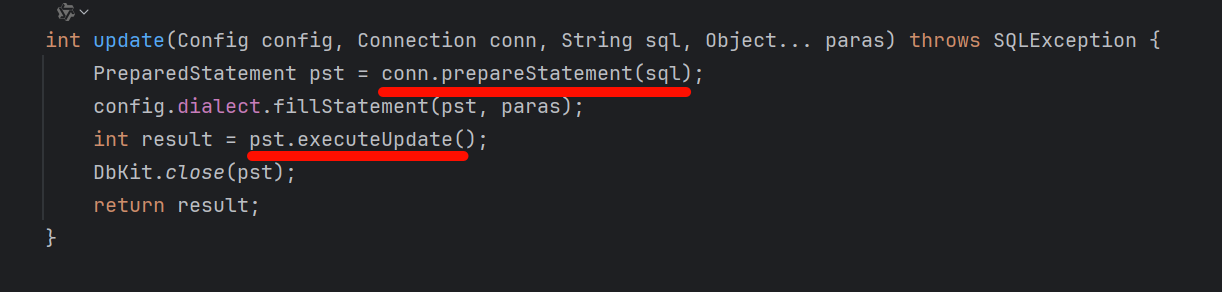 int update(Config config, Connection conn, String sql, Object... paras) throws SQLException {
PreparedStatement pst = conn.prepareStatement(sql);
config.dialect.fillStatement(pst, paras);
int result = pst.executeUpdate();
DbKit.close(pst);
return result;
}